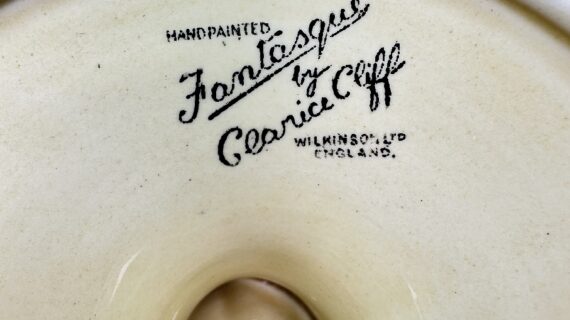 HANDPAINTED
Fantasque
by
Clarice Cliff
WILKINSON LTD
ENGLAND.